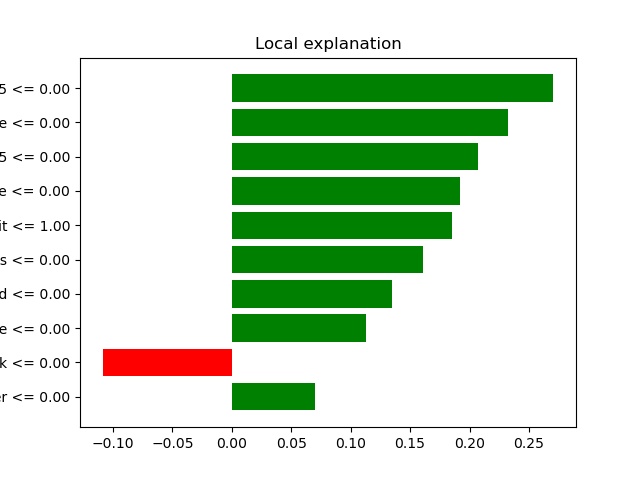 Local explanation
5 <= 0.00
e <= 0.00
5 <= 0.00
e <= 0.00
it <= 1.00
s <= 0.00
d <= 0.00
e <= 0.00
k <= 0.00
er <= 0.00
−0.10 −0.05 0.00 0.05 0.10 0.15 0.20 0.25